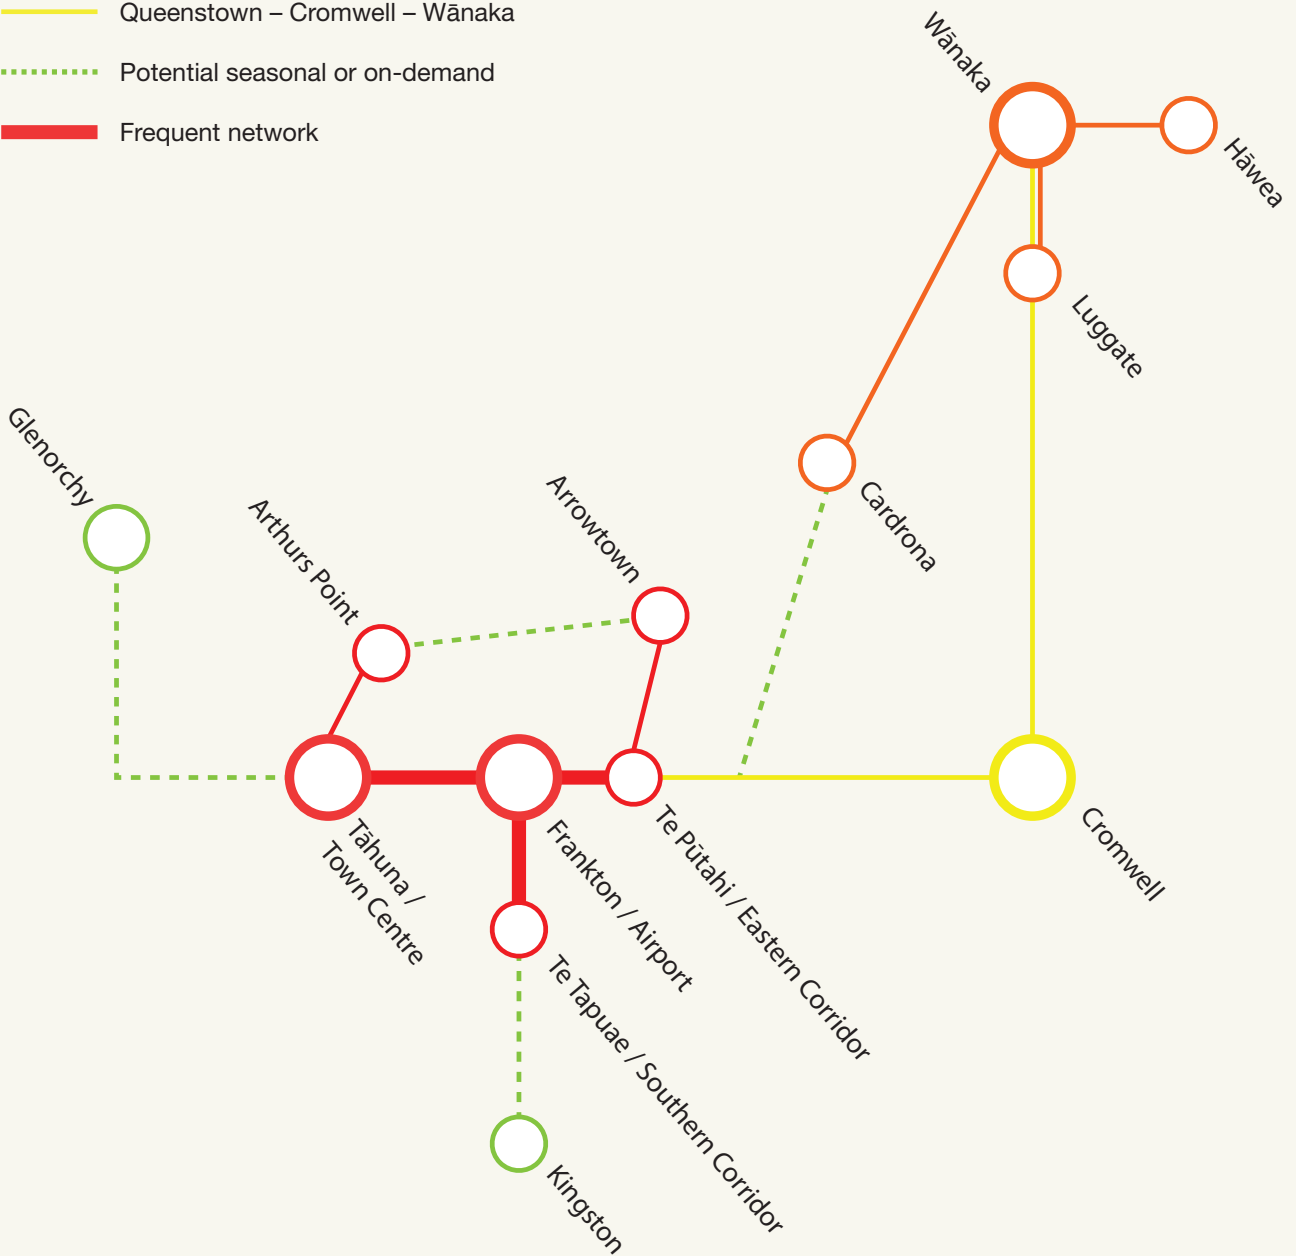 Queenstown – Cromwell – Wānaka
Potential seasonal or on-demand
Frequent network
Wānaka
Hāwea
Luggate
Cardrona
Glenorchy
Arthurs Point
Arrowtown
Tāhuna /
Town Centre
Frankton / Airport
Te Pūtahi / Eastern Corridor
Cromwell
Te Tapuae / Southern Corridor
Kingston